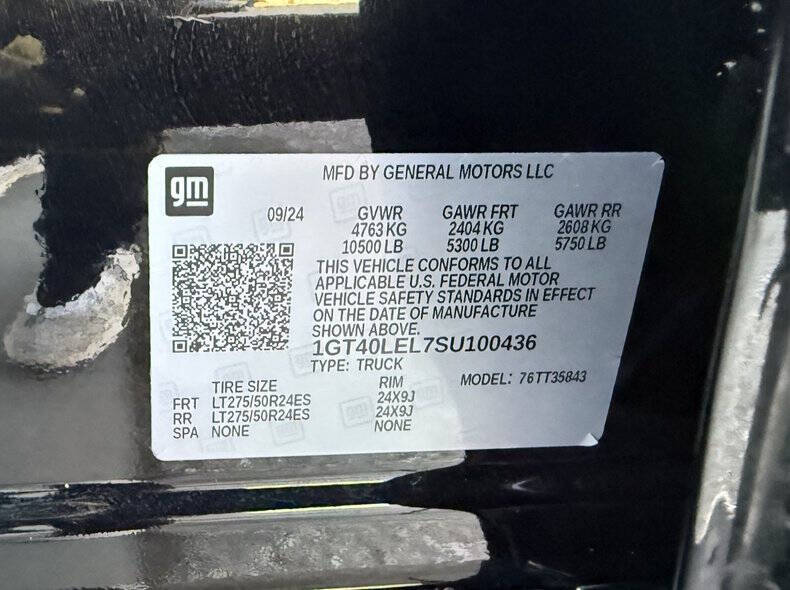 gm
MFD BY GENERAL MOTORS LLC
09/24 GVWR GAWR FRT GAWR RR
4763 KG 2404 KG 2608 KG
10500 LB 5300 LB 5750 LB
THIS VEHICLE CONFORMS TO ALL
APPLICABLE U.S. FEDERAL MOTOR
VEHICLE SAFETY STANDARDS IN EFFECT
ON THE DATE OF MANUFACTURE
SHOWN ABOVE.
1GT40LEL7SU100436
TYPE: TRUCK MODEL: 76TT35843
TIRE SIZE RIM
FRT LT275/50R24ES 24X9J
RR LT275/50R24ES 24X9J
SPA NONE NONE